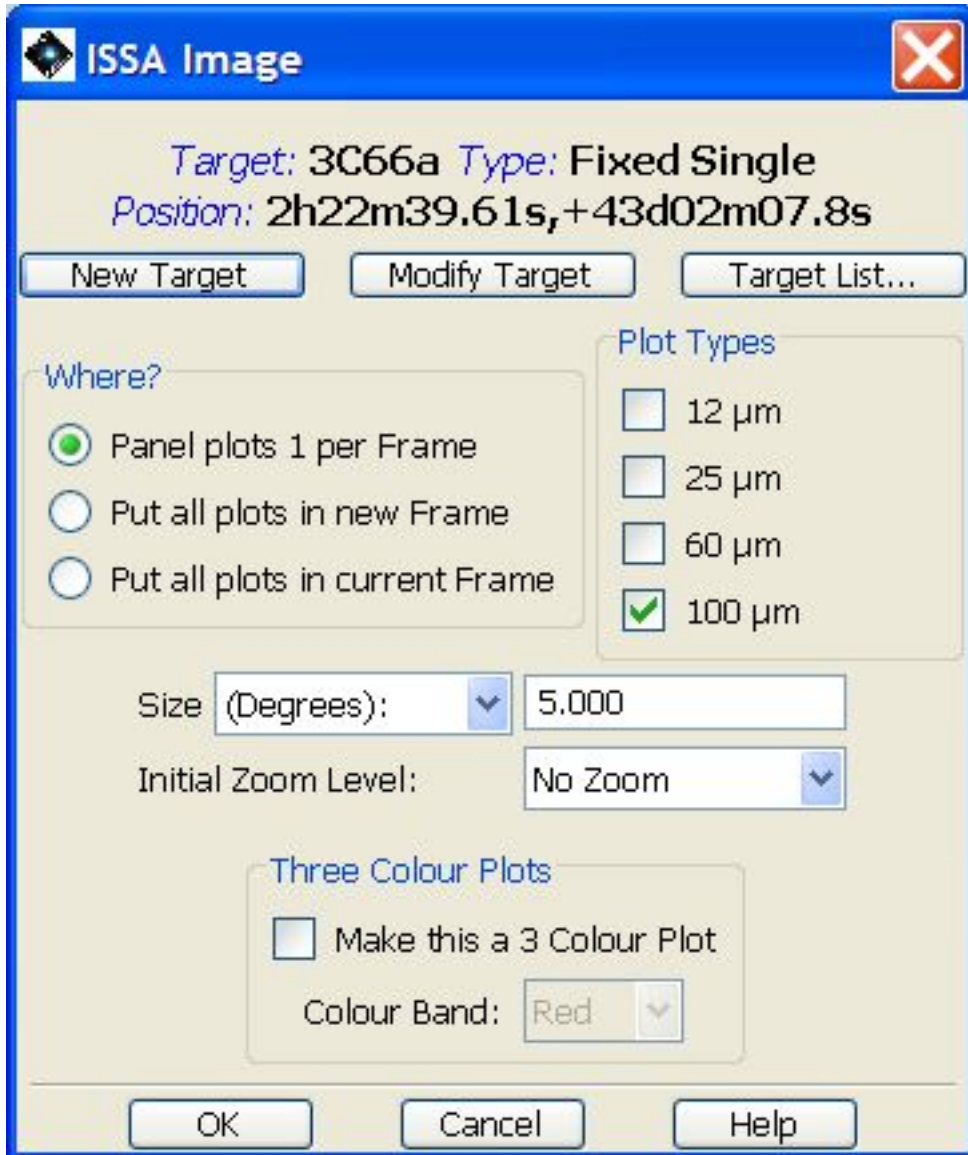 ISSA Image
Target: 3C66a Type: Fixed Single
Position: 2h22m39.61s,+43d02m07.8s
New Target
Modify Target
Target List...
Where?
Panel plots 1 per Frame
Put all plots in new Frame
Put all plots in current Frame
Plot Types
12 µm
25 µm
60 µm
100 µm
Size (Degrees): 5.000
Initial Zoom Level: No Zoom
Three Colour Plots
Make this a 3 Colour Plot
Colour Band: Red
OK
Cancel
Help